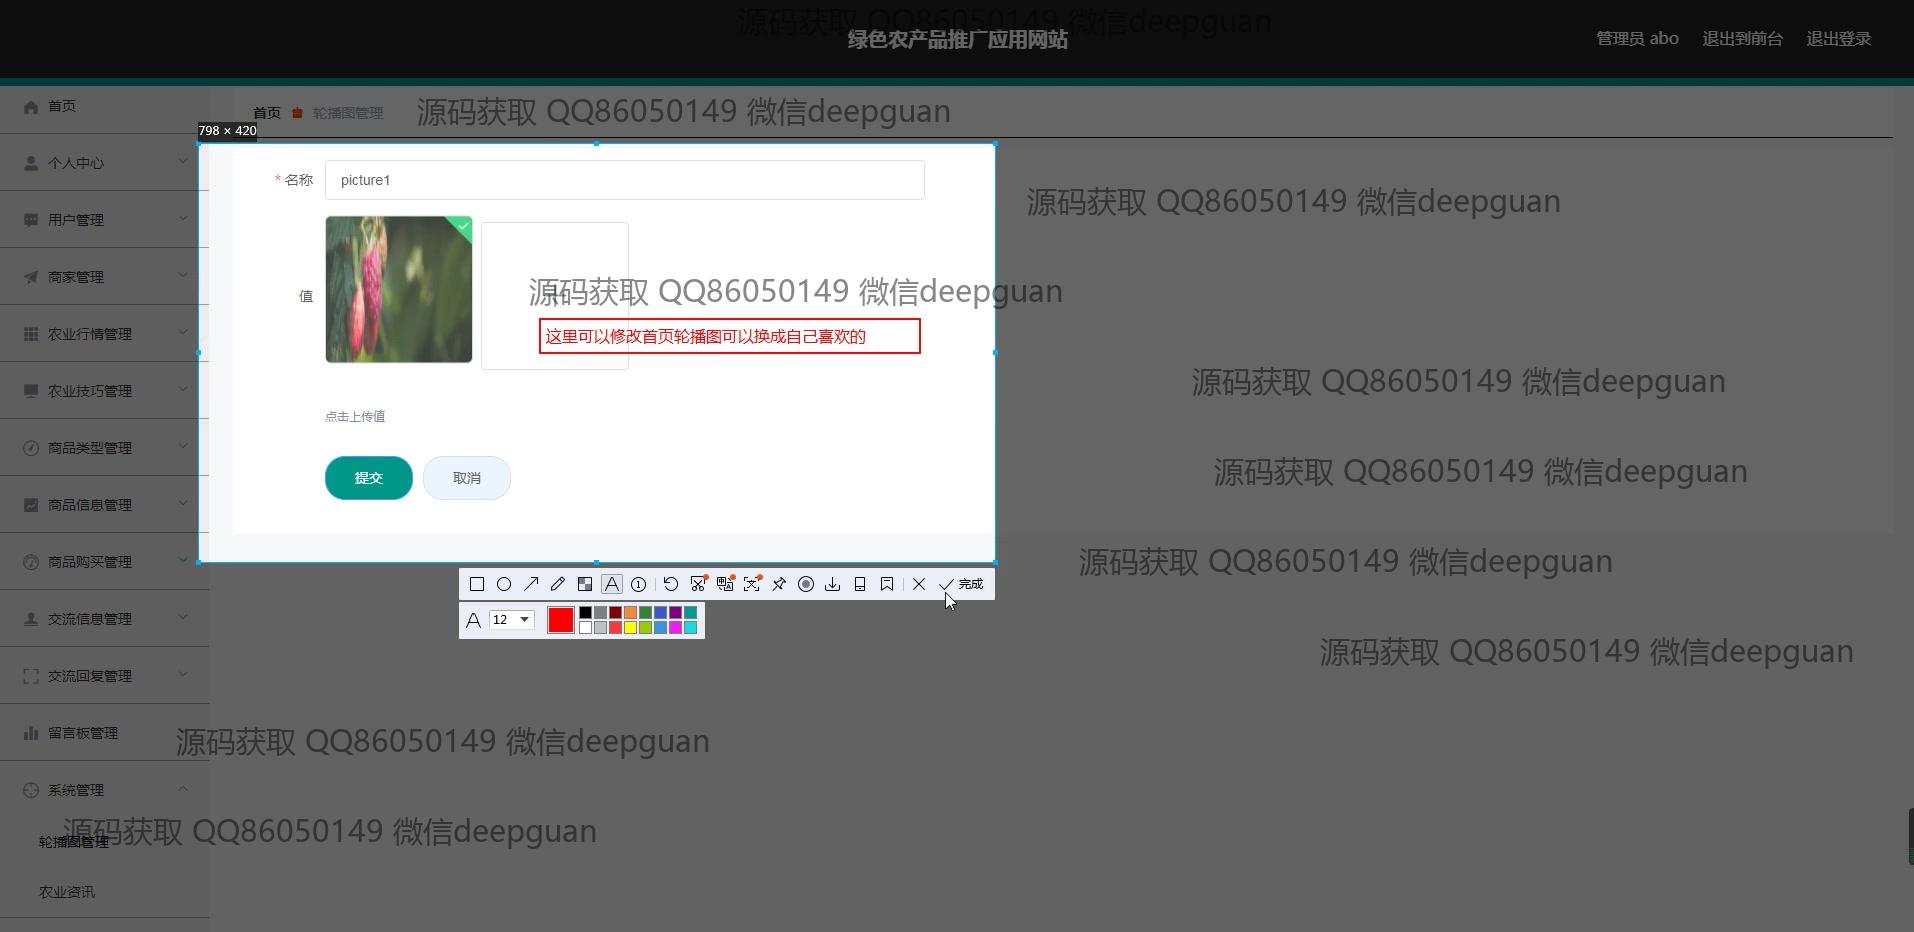 源码获取 QQ86050149 微信deepguan
绿色农产品推广应用网站
管理员 abo
退出到前台
退出登录
首页
首页
轮播图管理
源码获取 QQ86050149 微信deepguan
798 × 420
个人中心
* 名称
picture1
源码获取 QQ86050149 微信deepguan
用户管理
商家管理
值
源码获取 QQ86050149 微信deepguan
农业行情管理
这里可以修改首页轮播图可以换成自己喜欢的
农业技巧管理
源码获取 QQ86050149 微信deepguan
点击上传值
商品类型管理
提交
取消
源码获取 QQ86050149 微信deepguan
商品信息管理
商品购买管理
源码获取 QQ86050149 微信deepguan
完成
交流信息管理
12
源码获取 QQ86050149 微信deepguan
交流回复管理
留言板管理
源码获取 QQ86050149 微信deepguan
系统管理
源码获取 QQ86050149 微信deepguan
轮播图管理
农业资讯